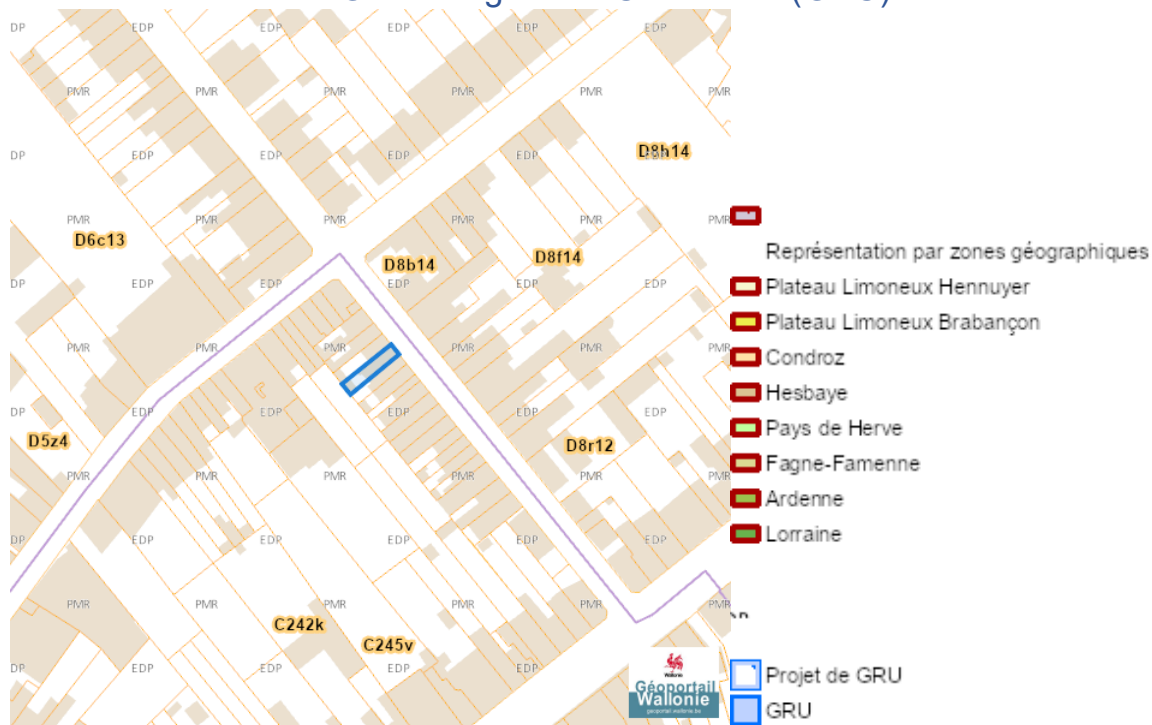 DP EDP EDP EDP EDP EDP
PMR PMR PMR PMR PMR PMR
DP EDP EDP EDP EDP
D8h14
PMR PMR PMR PMR PMR PMR
D6c13
D8b14
D8f14
DP EDP EDP EDP EDP EDP
PMR PMR PMR PMR PMR PMR
DP EDP EDP EDP EDP EDP
D5z4
D8r12
PMR PMR PMR PMR PMR PMR
DP EDP EDP EDP EDP EDP
PMR PMR PMR PMR PMR PMR
C242k
C245v
DP EDP EDP EDP EDP
Wallonie
Géoportail
Wallonie
geoportail.wallonie.be
Représentation par zones géographiques
Plateau Limoneux Hennuyer
Plateau Limoneux Brabançon
Condroz
Hesbaye
Pays de Herve
Fagne-Famenne
Ardenne
Lorraine
Projet de GRU
GRU